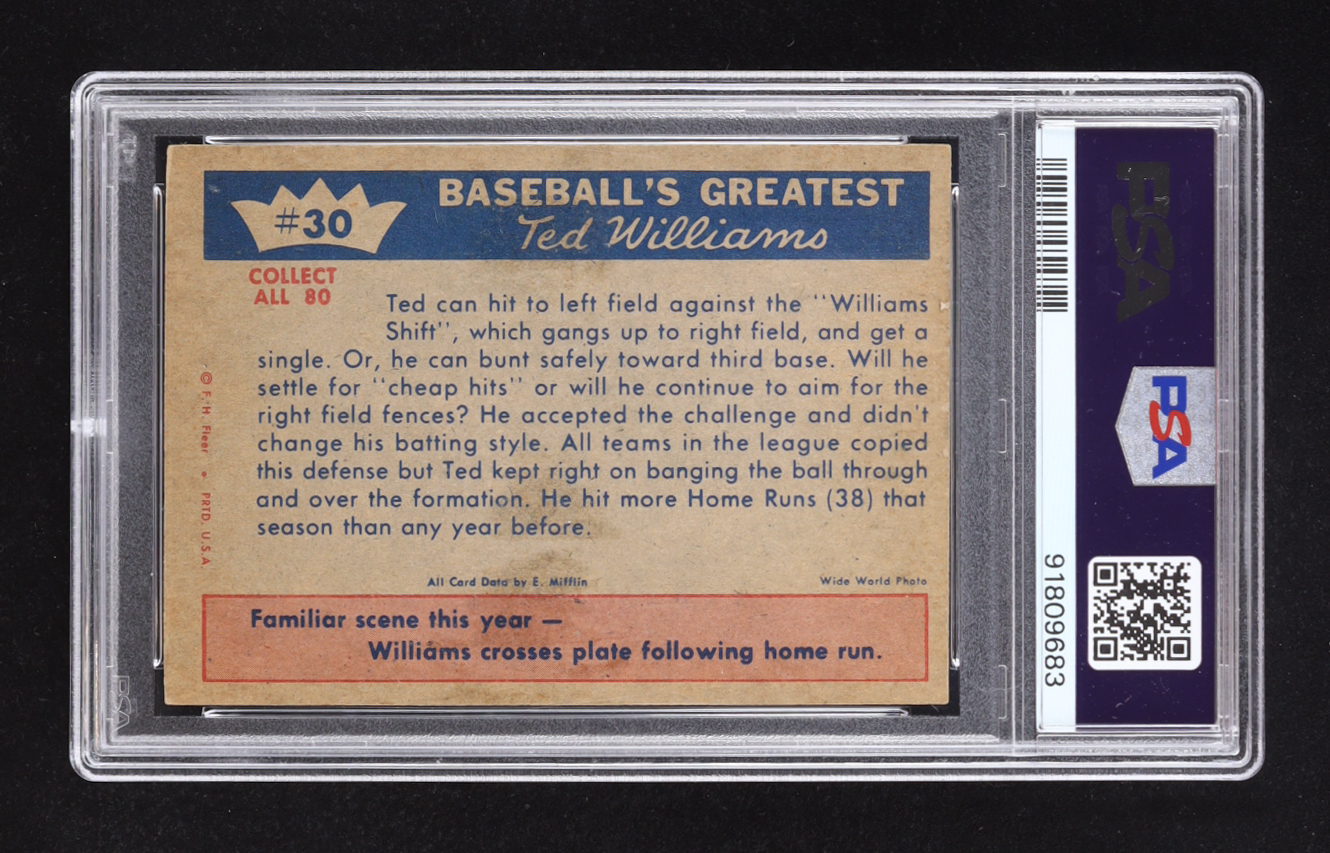 #30
BASEBALL'S GREATEST
Ted Williams
COLLECT
ALL 80
Ted can hit to left field against the "Williams
Shift", which gangs up to right field, and get a
single. Or, he can bunt safely toward third base. Will he
settle for "cheap hits" or will he continue to aim for the
right field fences? He accepted the challenge and didn't
change his batting style. All teams in the league copied
this defense but Ted kept right on banging the ball through
and over the formation. He hit more Home Runs (38) that
season than any year before.
All Card Data by E. Mifflin
Wide World Photo
Familiar scene this year —
Williams crosses plate following home run.
© F. H. Fleer • PRTD. U.S.A.
PSA
PSA
91809683
PSA